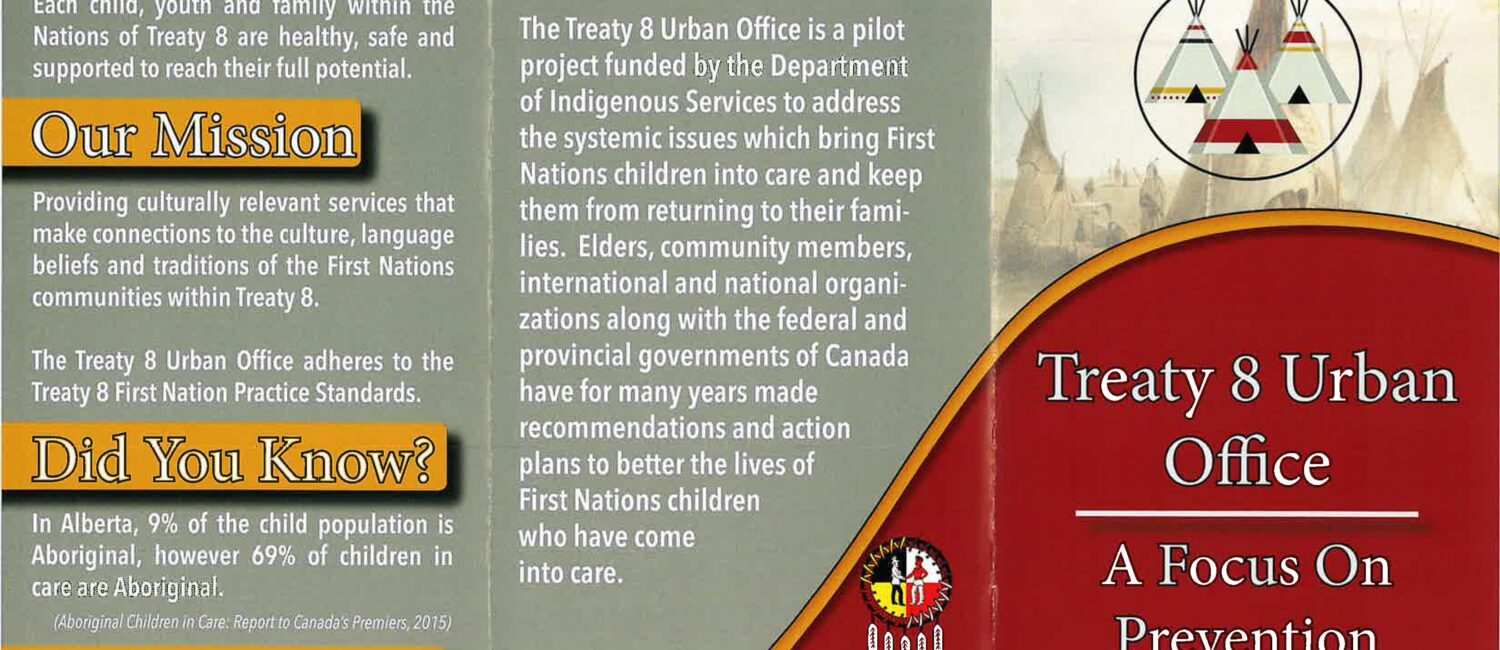 Each child, youth and family within the
Nations of Treaty 8 are healthy, safe and
supported to reach their full potential.
Our Mission
Providing culturally relevant services that
make connections to the culture, language
beliefs and traditions of the First Nations
communities within Treaty 8.
The Treaty 8 Urban Office adheres to the
Treaty 8 First Nation Practice Standards.
Did You Know?
In Alberta, 9% of the child population is
Aboriginal, however 69% of children in
care are Aboriginal.
(Aboriginal Children in Care: Report to Canada's Premiers, 2015)
The Treaty 8 Urban Office is a pilot
project funded by the Department
of Indigenous Services to address
the systemic issues which bring First
Nations children into care and keep
them from returning to their fami-
lies. Elders, community members,
international and national organi-
zations along with the federal and
provincial governments of Canada
have for many years made
recommendations and action
plans to better the lives of
First Nations children
who have come
into care.
Treaty 8 Urban
Office
A Focus On
Prevention